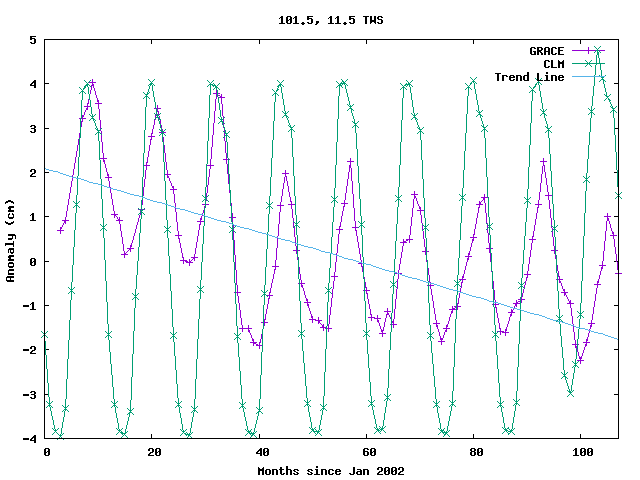 101.5, 11.5 TWS
GRACE
CLM
Trend Line
5
4
3
2
1
0
-1
-2
-3
-4
Anomaly (cm)
0 20 40 60 80 100
Months since Jan 2002